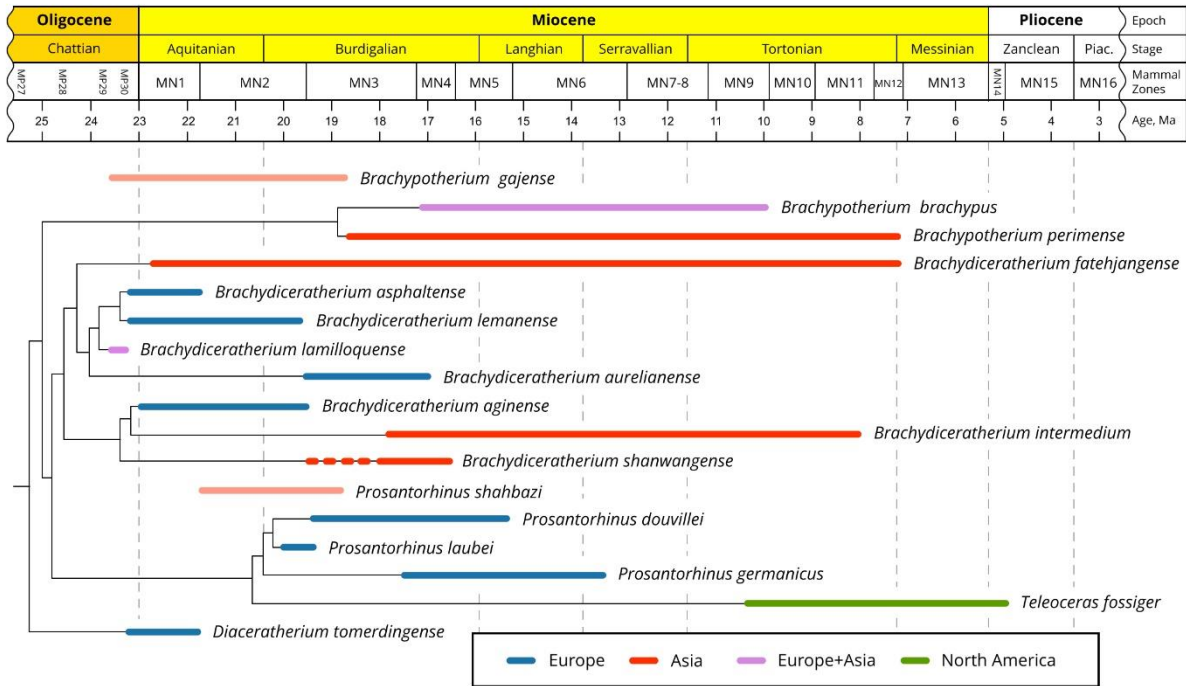 Oligocene Miocene Pliocene Epoch
Chattian Aquitanian Burdigalian Langhian Serravallian Tortonian Messinian Zanclean Piac. Stage
MP27 MP28 MP29 MP30 MN1 MN2 MN3 MN4 MN5 MN6 MN7-8 MN9 MN10 MN11 MN12 MN13 MN14 MN15 MN16 Mammal Zones
25 24 23 22 21 20 19 18 17 16 15 14 13 12 11 10 9 8 7 6 5 4 3 Age, Ma
Brachypotherium gajense
Brachypotherium brachypus
Brachypotherium perimense
Brachydiceratherium fatehjangense
Brachydiceratherium asphaltense
Brachydiceratherium lemanense
Brachydiceratherium lamilloquense
Brachydiceratherium aurelianense
Brachydiceratherium aginense
Brachydiceratherium intermedium
Brachydiceratherium shanwangense
Prosantorhinus shahbazi
Prosantorhinus douvillei
Prosantorhinus laubei
Prosantorhinus germanicus
Teleoceras fossiger
Diaceratherium tomerdingense
Europe Asia Europe+Asia North America